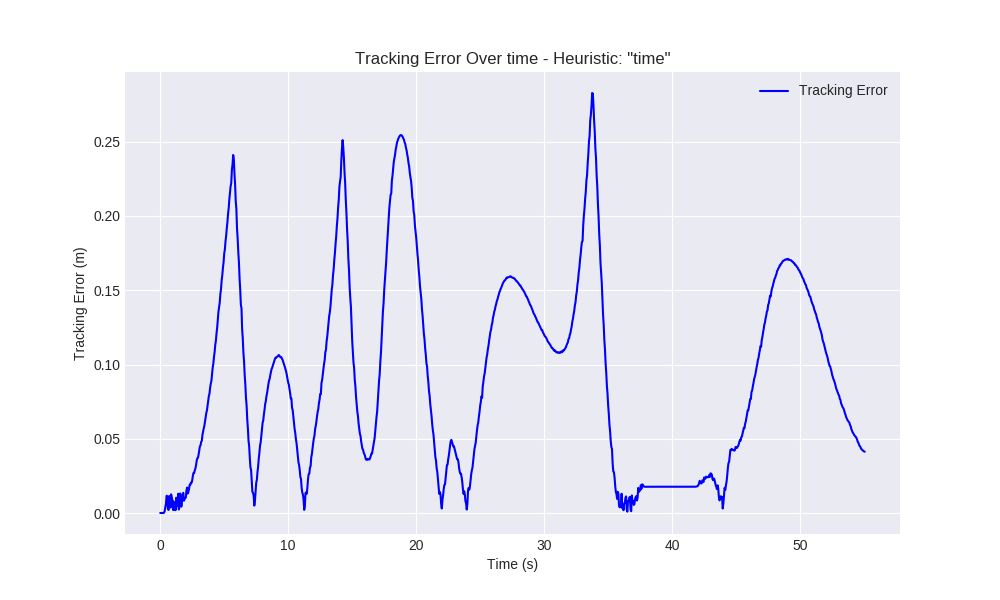 Tracking Error Over time - Heuristic: "time"
Tracking Error
Tracking Error (m)
0.25
0.20
0.15
0.10
0.05
0.00
0 10 20 30 40 50
Time (s)